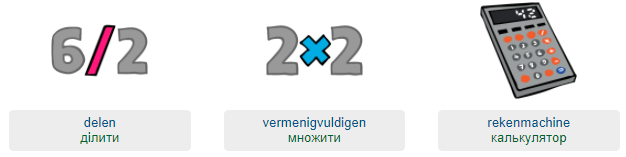 6/2
2×2
42
delen
ділити
vermenigvuldigen
множити
rekenmachine
калькулятор